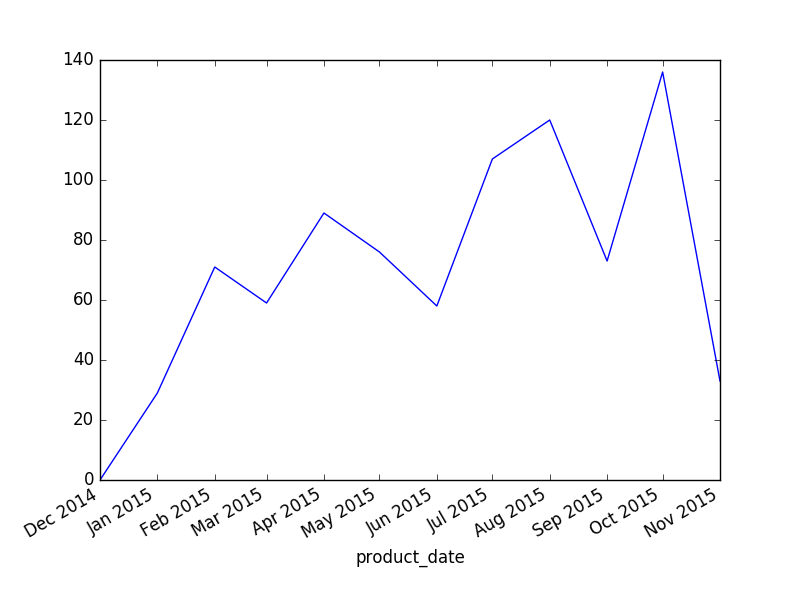 140
120
100
80
60
40
20
0
Dec 2014
Jan 2015
Feb 2015
Mar 2015
Apr 2015
May 2015
Jun 2015
Jul 2015
Aug 2015
Sep 2015
Oct 2015
Nov 2015
product_date